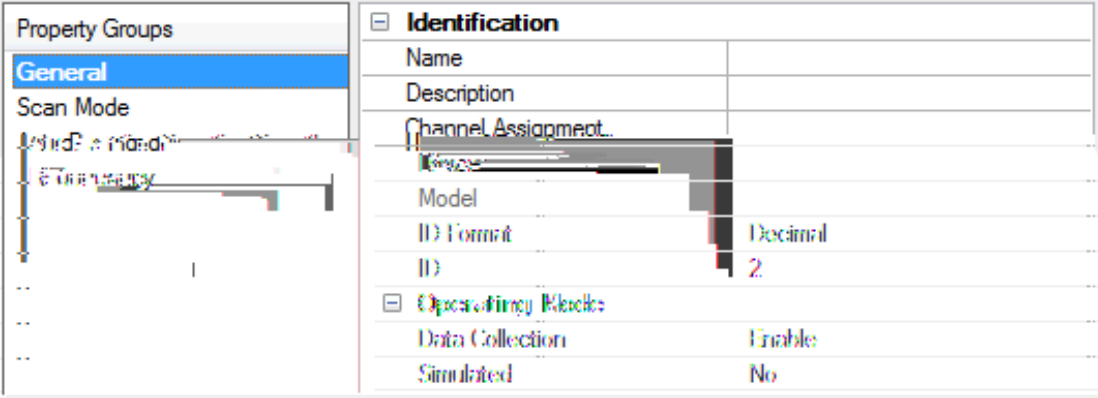 Property Groups
General
Scan Mode
Identification
Name
Description
Channel Assignment
Model
ID Format Decimal
ID 2
Operating Mode
Data Collection Enable
Simulated No